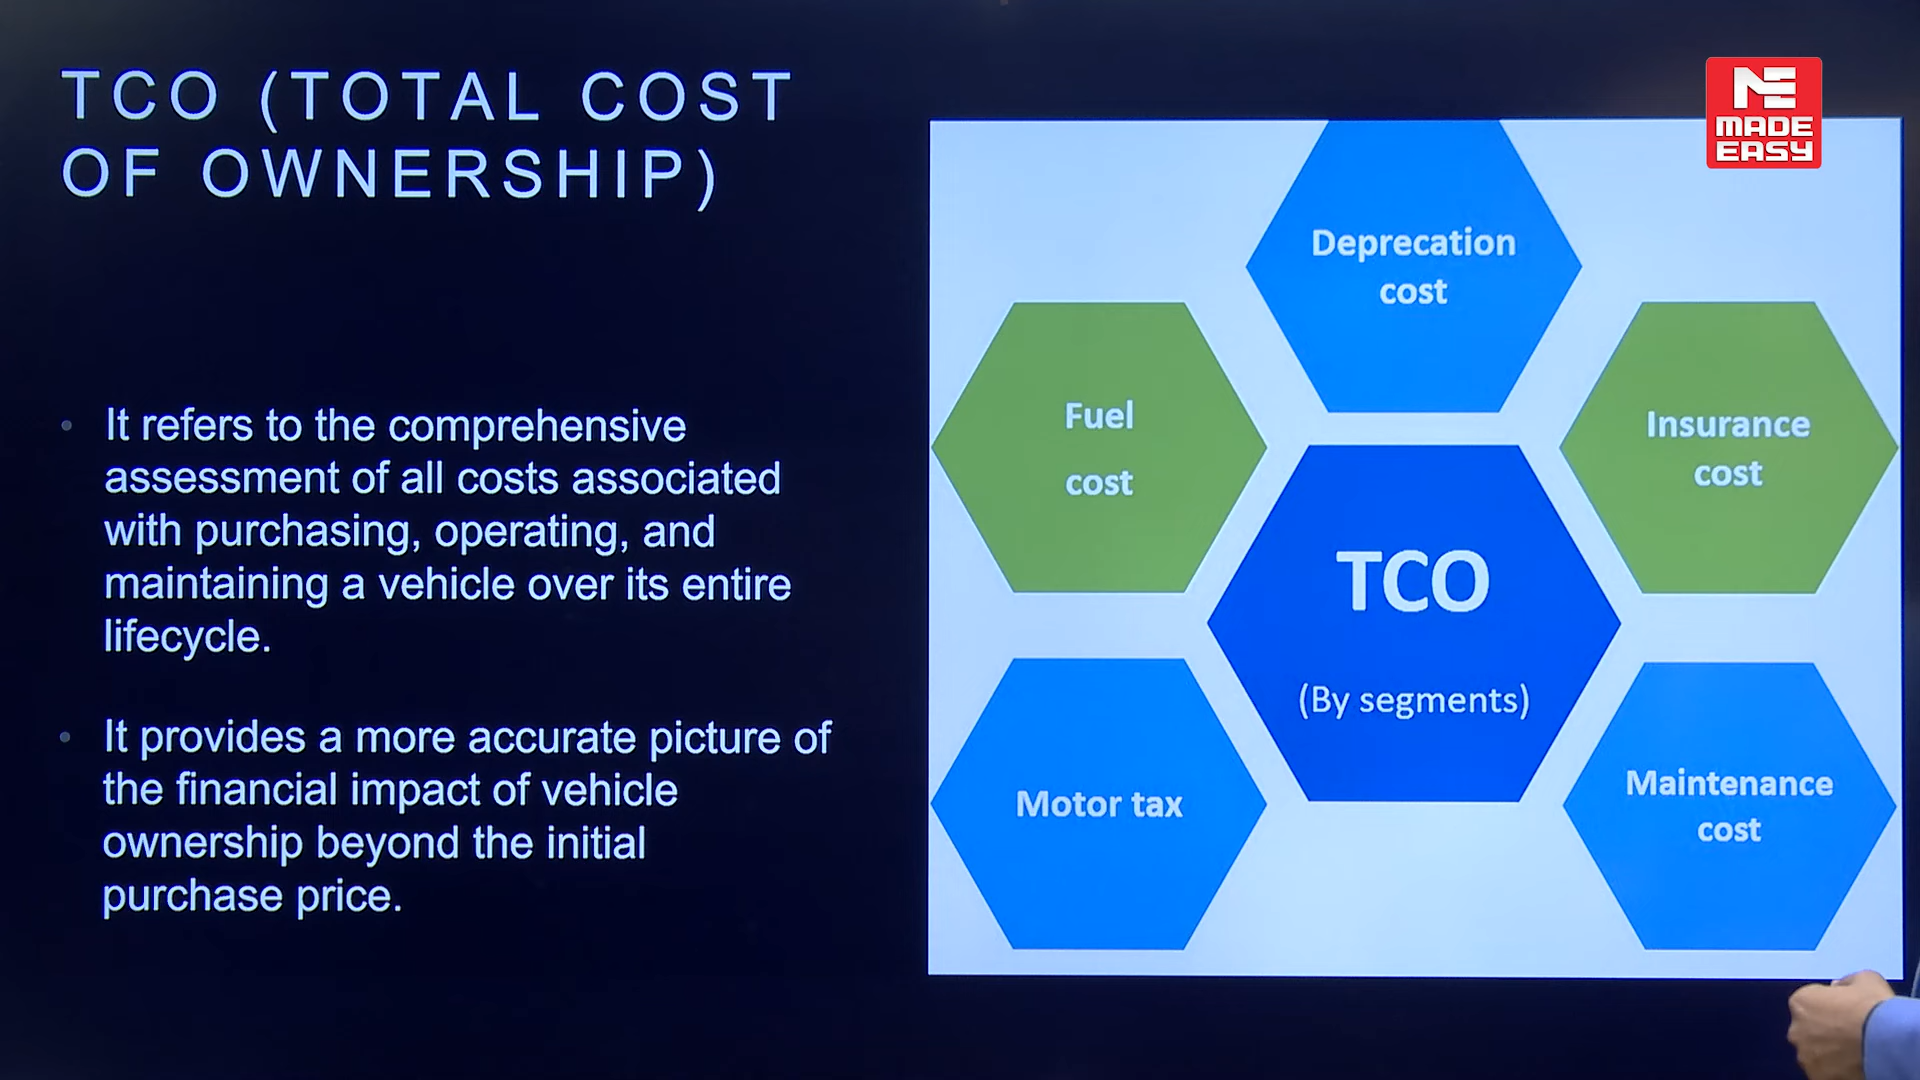 TCO (TOTAL COST
OF OWNERSHIP)
• It refers to the comprehensive
assessment of all costs associated
with purchasing, operating, and
maintaining a vehicle over its entire
lifecycle.
• It provides a more accurate picture of
the financial impact of vehicle
ownership beyond the initial
purchase price.
ME
MADE
EASY
Deprecation
cost
Fuel
cost
Insurance
cost
TCO
(By segments)
Motor tax
Maintenance
cost